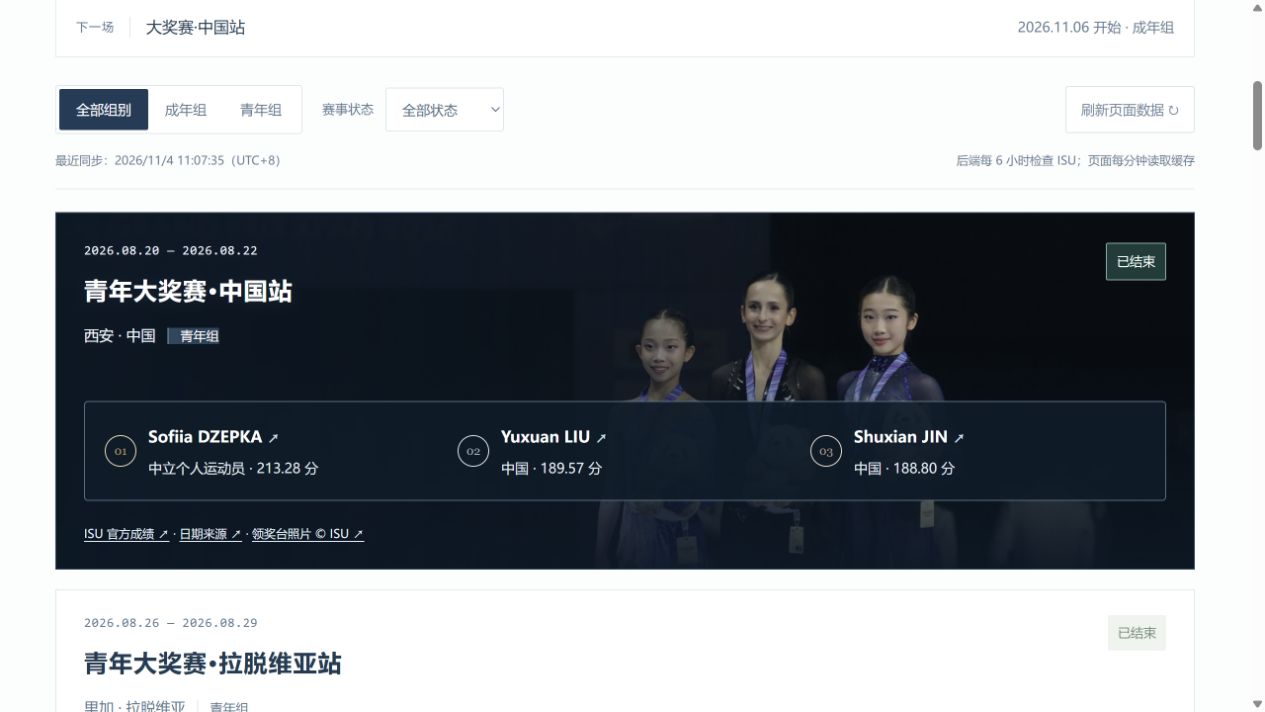 下一场 大奖赛·中国站 2026.11.06 开始 · 成年组
全部组别 成年组 青年组 赛事状态 全部状态 刷新页面数据 ↻
最近同步：2026/11/4 11:07:35（UTC+8） 后端每 6 小时检查 ISU；页面每分钟读取缓存
2026.08.20 — 2026.08.22 已结束
青年大奖赛·中国站
西安 · 中国 青年组
01 Sofiia DZEPKA ↗
中立个人运动员 · 213.28 分
02 Yuxuan LIU ↗
中国 · 189.57 分
03 Shuxian JIN ↗
中国 · 188.80 分
ISU 官方成绩 ↗ · 日期来源 ↗ · 领奖台照片 © ISU ↗
2026.08.26 — 2026.08.29 已结束
青年大奖赛·拉脱维亚站
里加 · 拉脱维亚 青年组